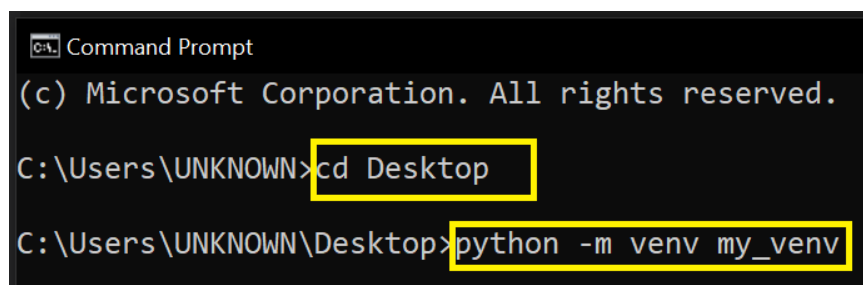 Command Prompt
(c) Microsoft Corporation. All rights reserved.
C:\Users\UNKNOWN>cd Desktop
C:\Users\UNKNOWN\Desktop>python -m venv my_venv